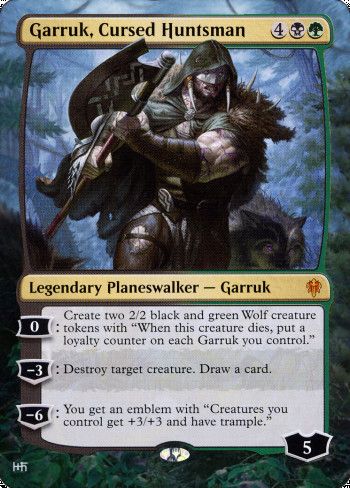 Garruk, Cursed Huntsman 4
Legendary Planeswalker — Garruk
0 : Create two 2/2 black and green Wolf creature
tokens with “When this creature dies, put a
loyalty counter on each Garruk you control.”
−3 : Destroy target creature. Draw a card.
−6 : You get an emblem with “Creatures you
control get +3/+3 and have trample.”
5